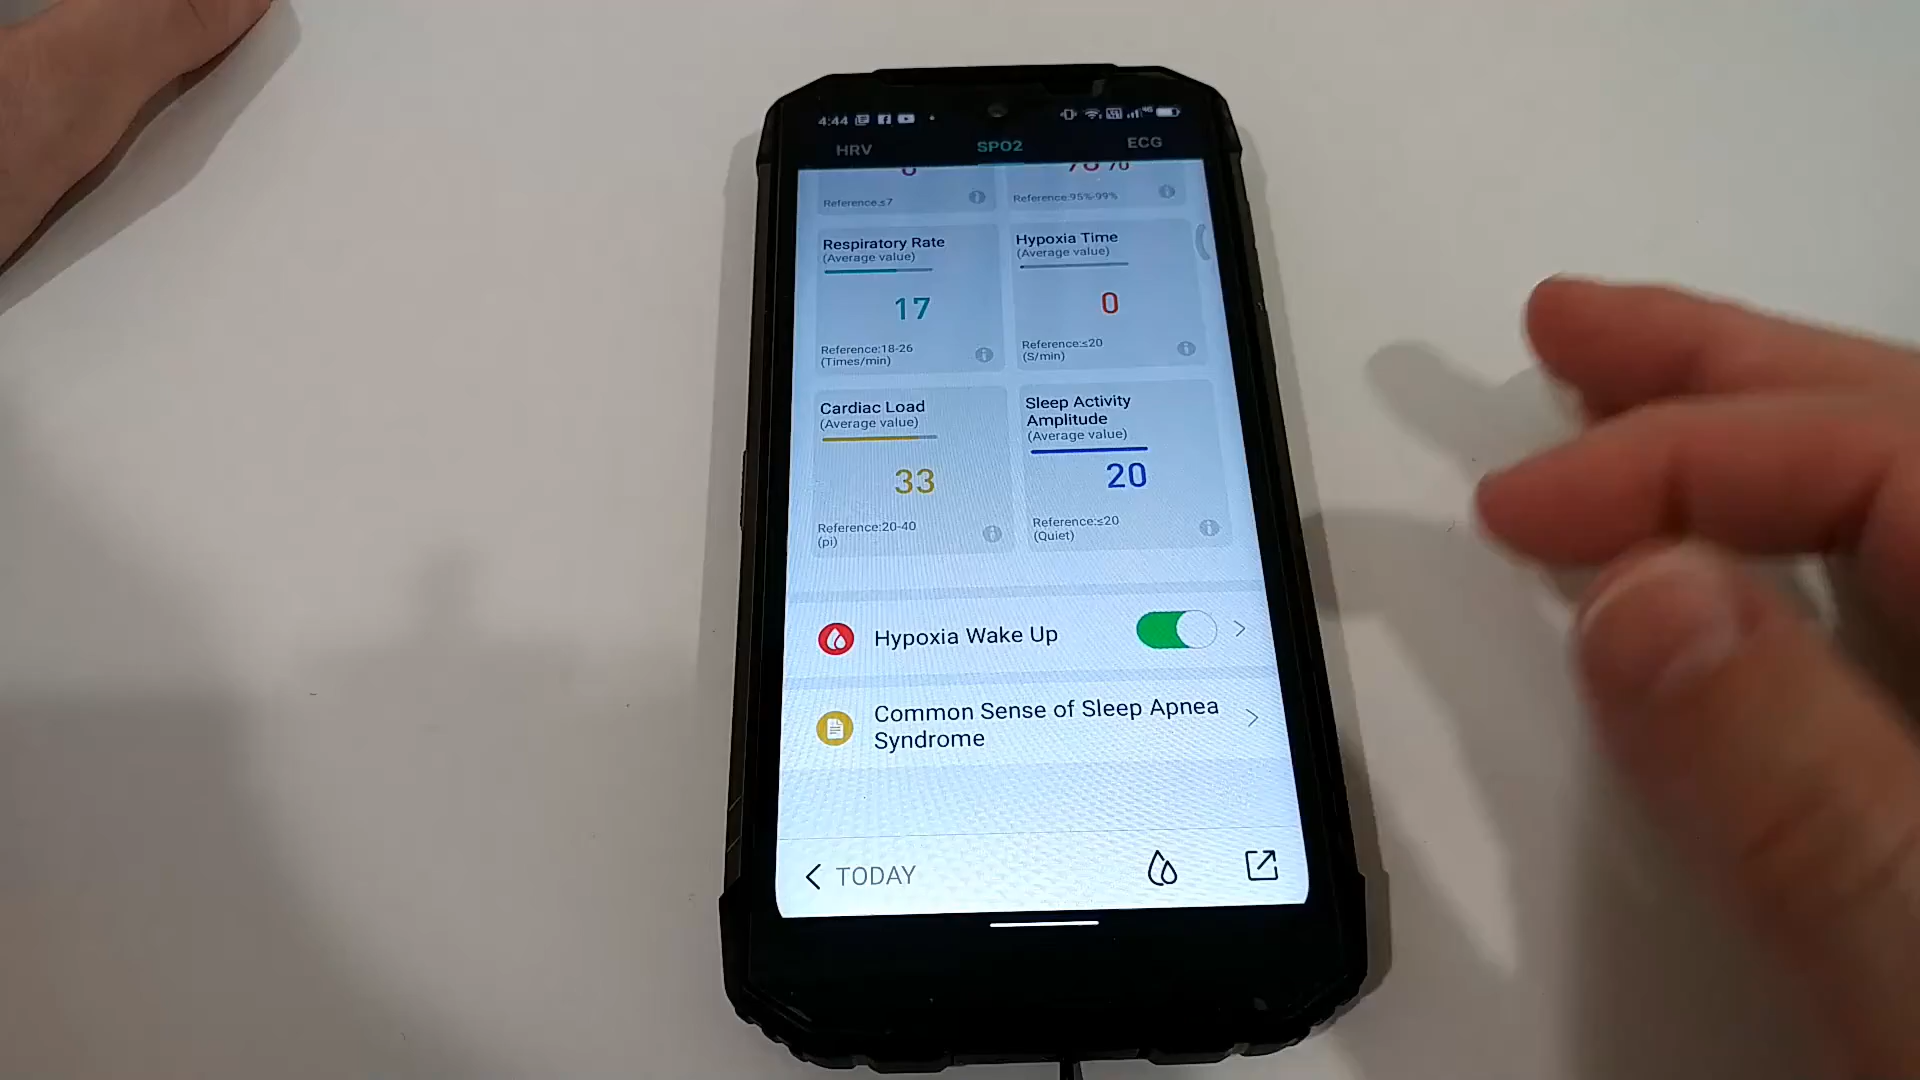 4:44
HRV SPO2 ECG
Reference:≤7
Reference:95%-99%
Respiratory Rate
(Average value)
17
Reference:18-26
(Times/min)
Hypoxia Time
(Average value)
0
Reference:≤20
(S/min)
Cardiac Load
(Average value)
33
Reference:20-40
(pi)
Sleep Activity
Amplitude
(Average value)
20
Reference:≤20
(Quiet)
Hypoxia Wake Up
Common Sense of Sleep Apnea
Syndrome
TODAY